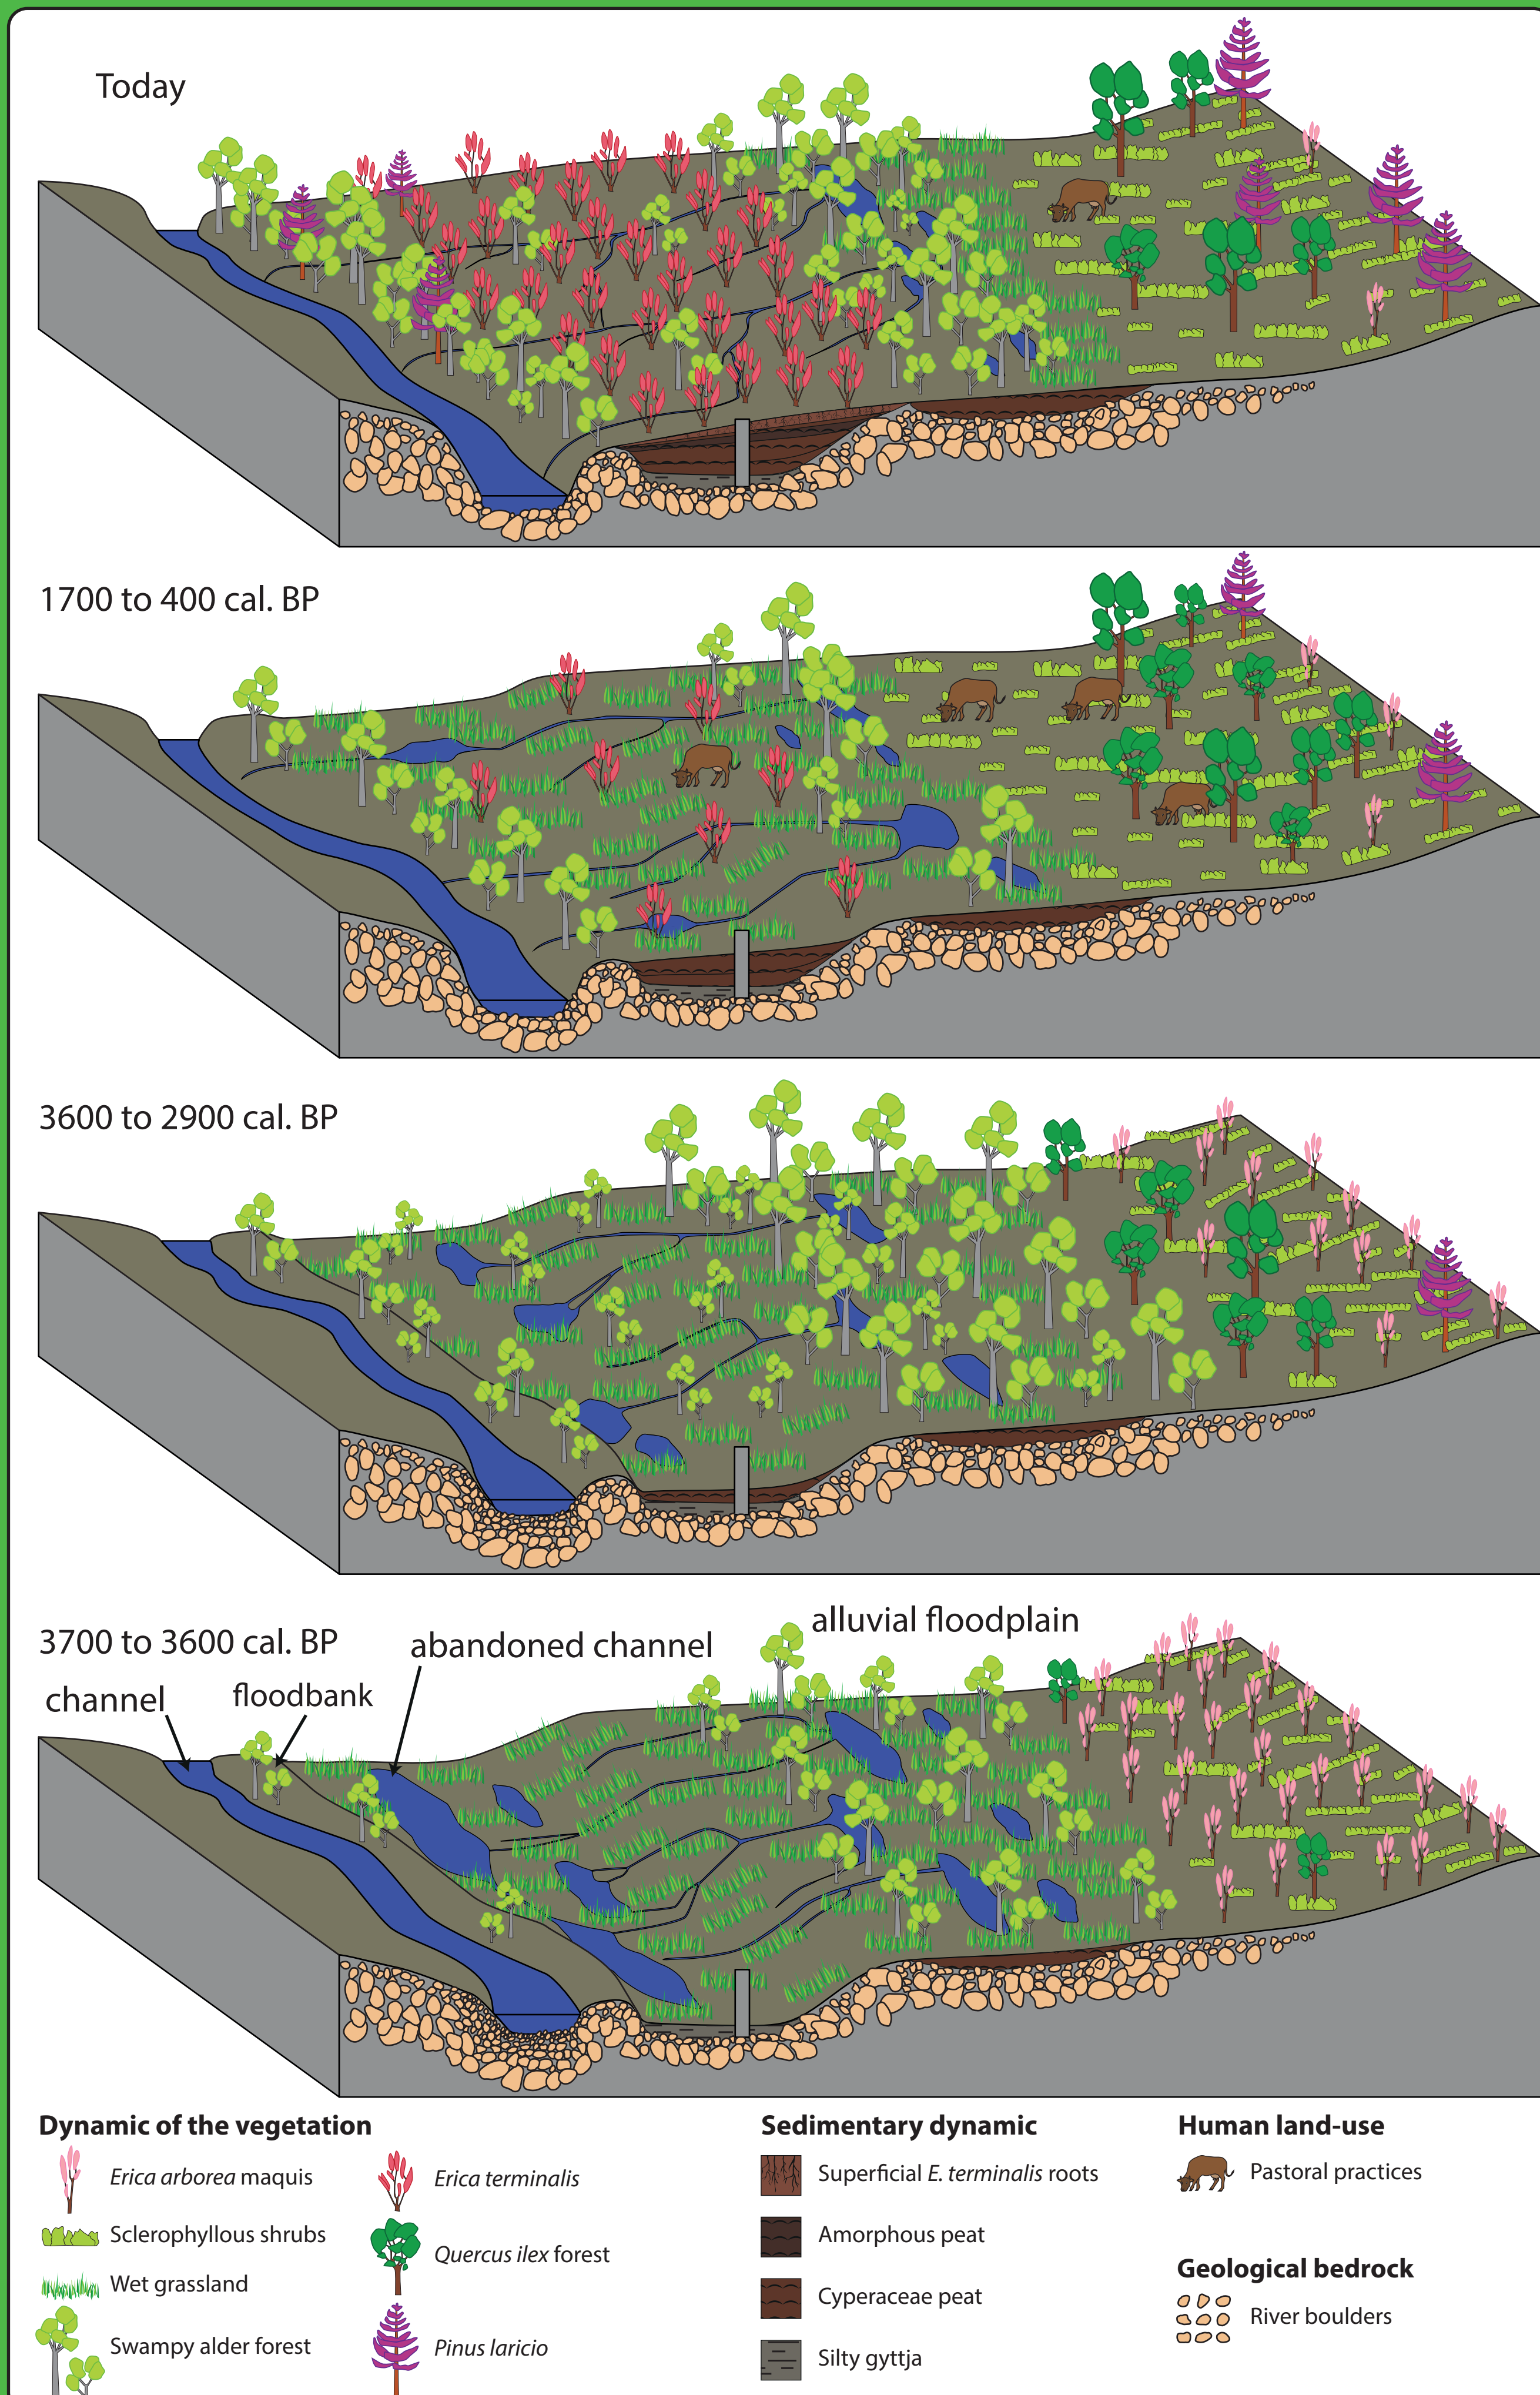 Today
1700 to 400 cal. BP
3600 to 2900 cal. BP
alluvial floodplain
3700 to 3600 cal. BP
abandoned channel
channel
floodbank
Dynamic of the vegetation
Erica arborea maquis
Erica terminalis
Sclerophyllous shrubs
Quercus ilex forest
Wet grassland
Swampy alder forest
Pinus laricio
Sedimentary dynamic
Superficial E. terminalis roots
Amorphous peat
Cyperaceae peat
Silty gyttja
Human land-use
Pastoral practices
Geological bedrock
River boulders